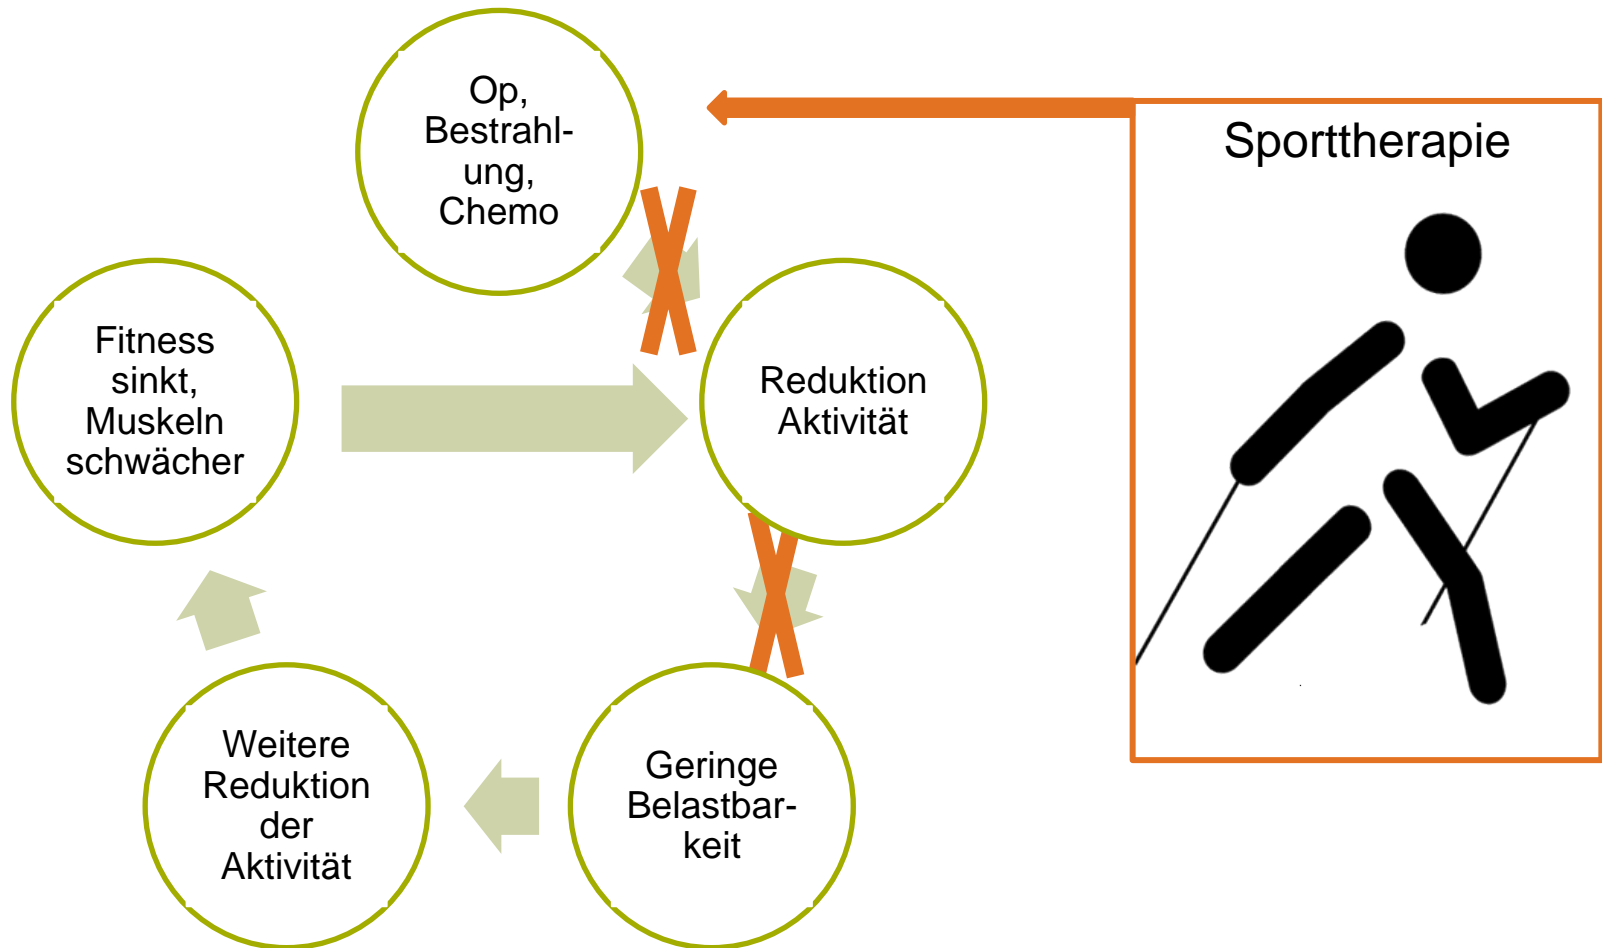 Op,
Bestrahl-
ung,
Chemo
Sporttherapie
Fitness
sinkt,
Muskeln
schwächer
Reduktion
Aktivität
Weitere
Reduktion
der
Aktivität
Geringe
Belastbar-
keit